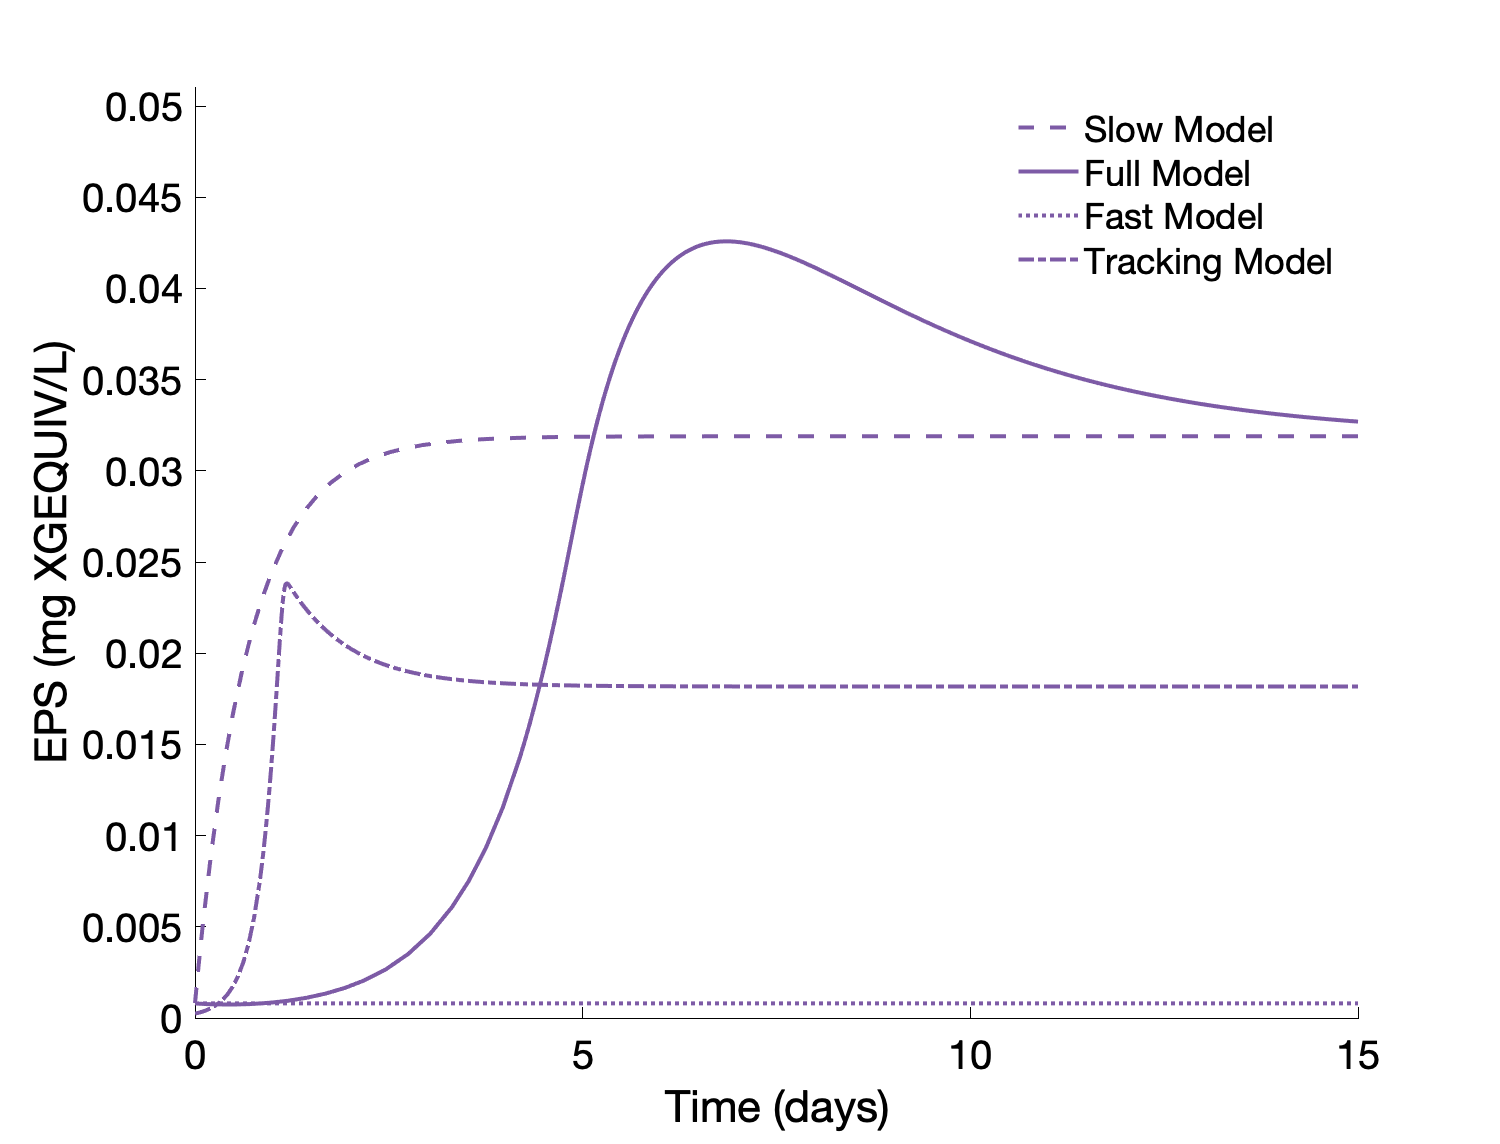 0.05
0.045
0.04
0.035
0.03
0.025
0.02
0.015
0.01
0.005
0
EPS (mg XGEQUIV/L)
Slow Model
Full Model
Fast Model
Tracking Model
0 5 10 15
Time (days)